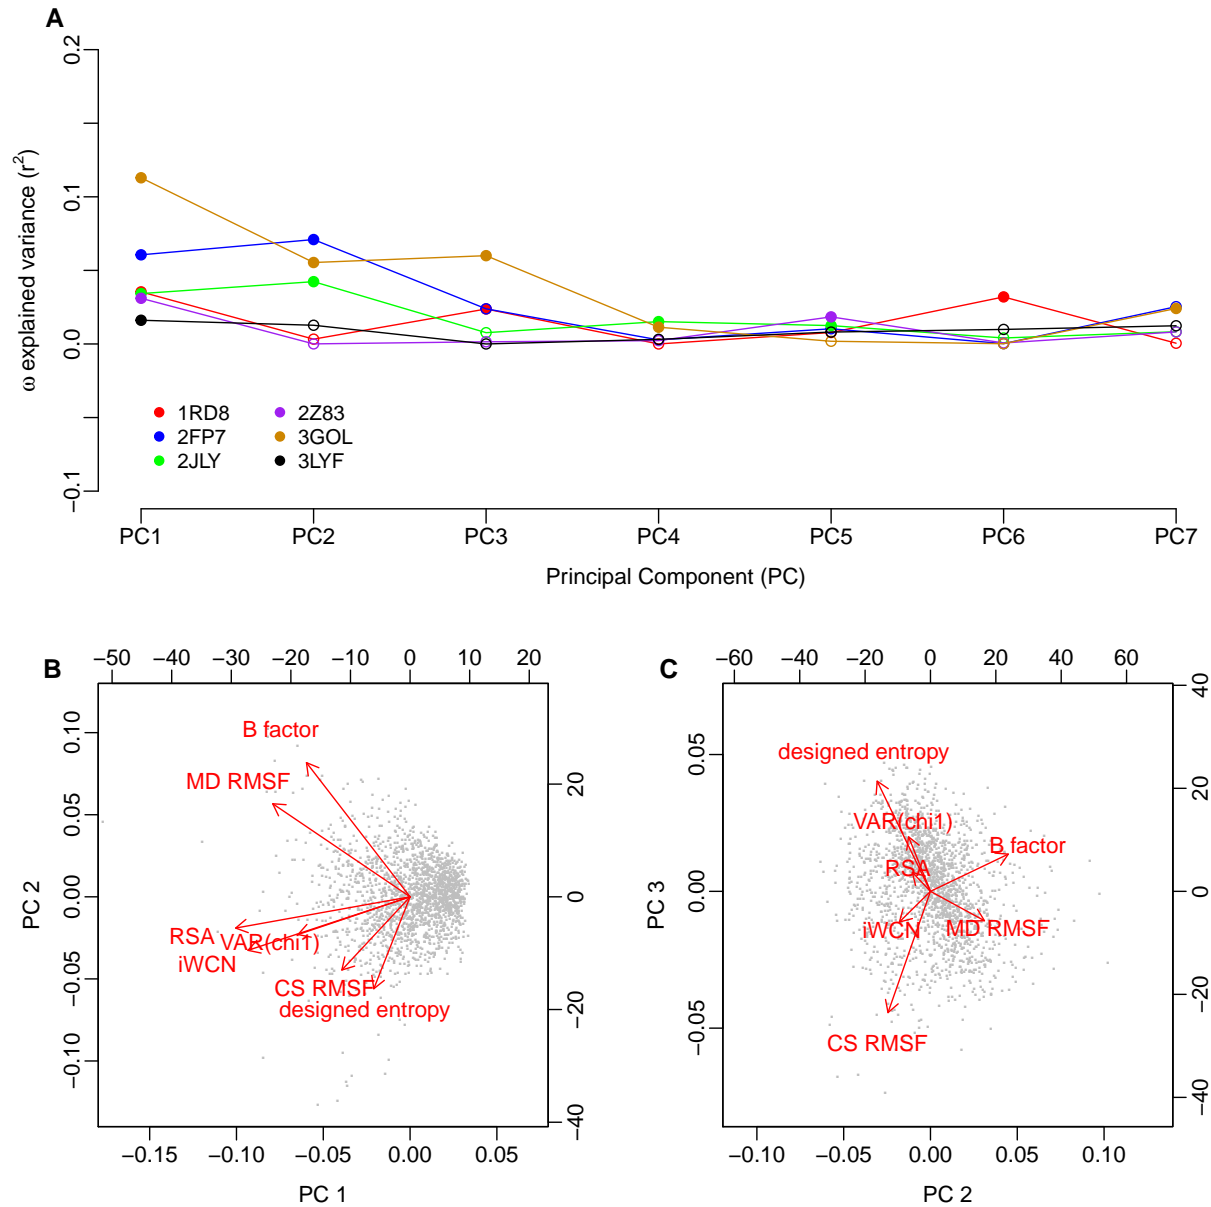 A
0.2
0.1
0.0
−0.1
ω explained variance (r²)
1RD8
2FP7
2JLY
2Z83
3GOL
3LYF
PC1 PC2 PC3 PC4 PC5 PC6 PC7
Principal Component (PC)
B
−50 −40 −30 −20 −10 0 10 20
0.10
0.05
0.00
−0.05
−0.10
PC 2
20
0
−20
−40
B factor
MD RMSF
RSA
VAR(chi1)
iWCN
CS RMSF
designed entropy
−0.15 −0.10 −0.05 0.00 0.05
PC 1
C
−60 −40 −20 0 20 40 60
0.05
0.00
−0.05
PC 3
40
20
0
−20
−40
designed entropy
VAR(chi1)
B factor
RSA
iWCN
MD RMSF
CS RMSF
−0.10 −0.05 0.00 0.05 0.10
PC 2